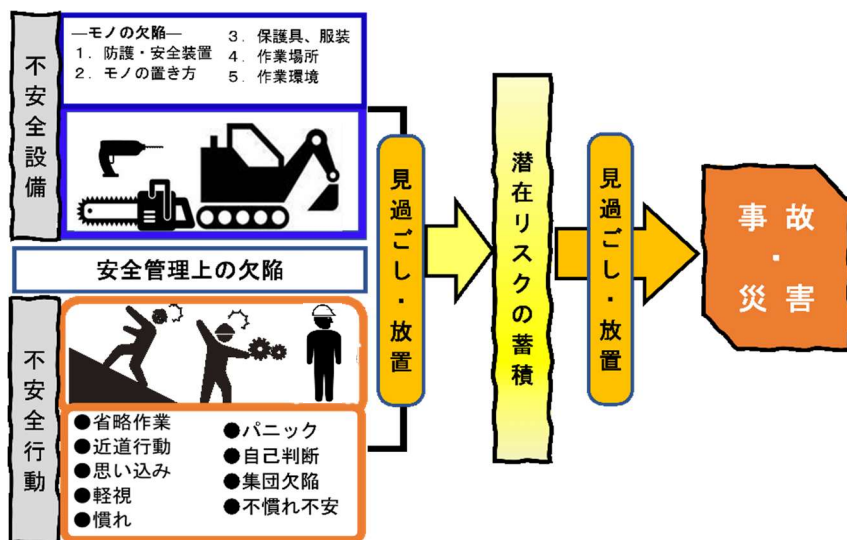 不安全設備
―モノの欠陥―
１． 防護・安全装置
２． モノの置き方
３． 保護具、服装
４． 作業場所
５． 作業環境
安全管理上の欠陥
不安全行動
●省略作業
●近道行動
●思い込み
●軽視
●慣れ
●パニック
●自己判断
●集団欠陥
●不慣れ不安
見過ごし・放置
潜在リスクの蓄積
見過ごし・放置
事故
・
災害